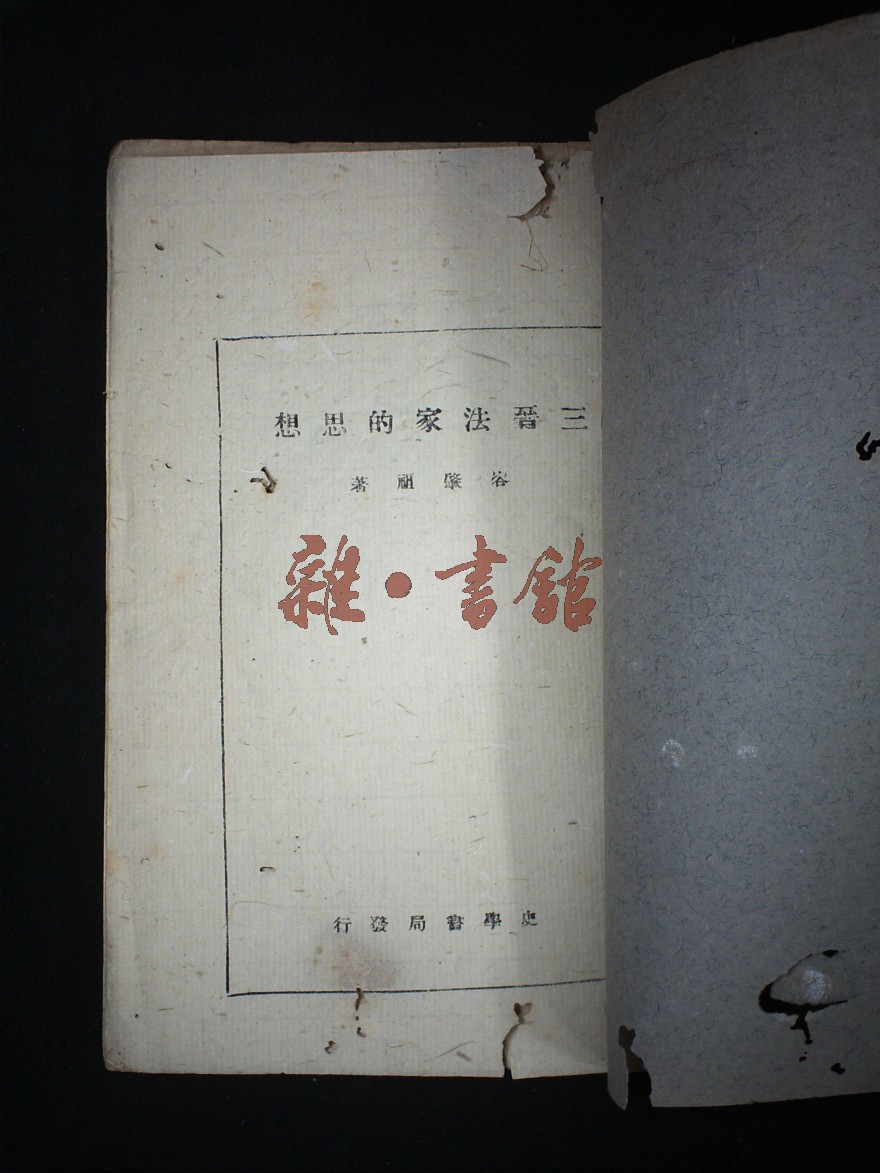 三晉法家的思想
容肇祖著
雜·書館
史學書局發行